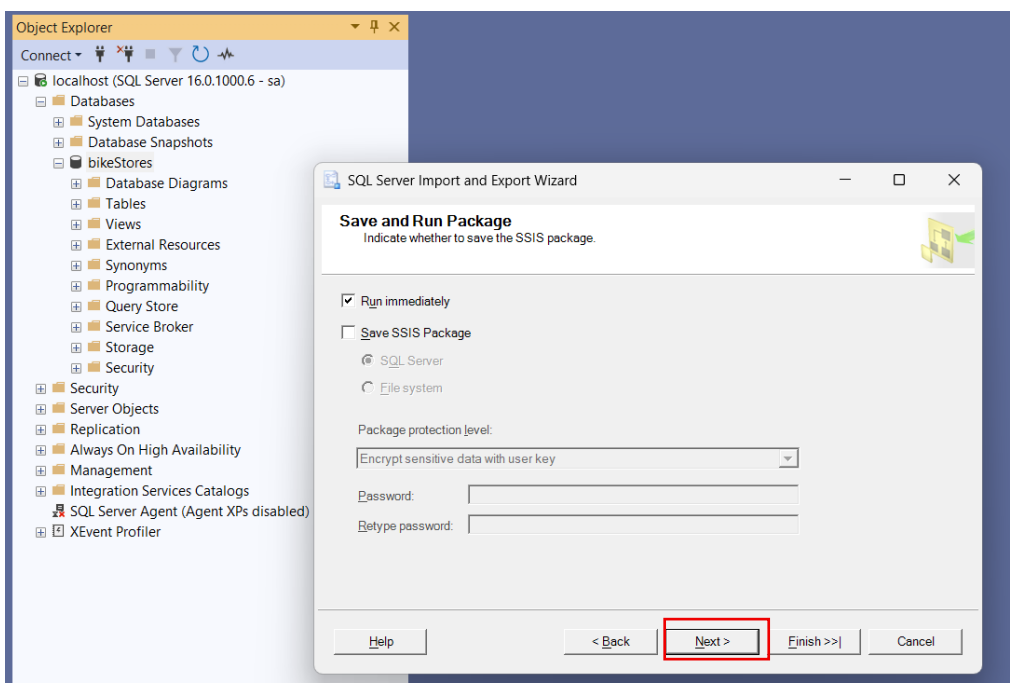 Object Explorer
Connect
localhost (SQL Server 16.0.1000.6 - sa)
Databases
System Databases
Database Snapshots
bikeStores
Database Diagrams
Tables
Views
External Resources
Synonyms
Programmability
Query Store
Service Broker
Storage
Security
Security
Server Objects
Replication
Always On High Availability
Management
Integration Services Catalogs
SQL Server Agent (Agent XPs disabled)
XEvent Profiler
SQL Server Import and Export Wizard
Save and Run Package
Indicate whether to save the SSIS package.
Run immediately
Save SSIS Package
SQL Server
File system
Package protection level:
Encrypt sensitive data with user key
Password:
Retype password:
Help
< Back
Next >
Finish >>|
Cancel